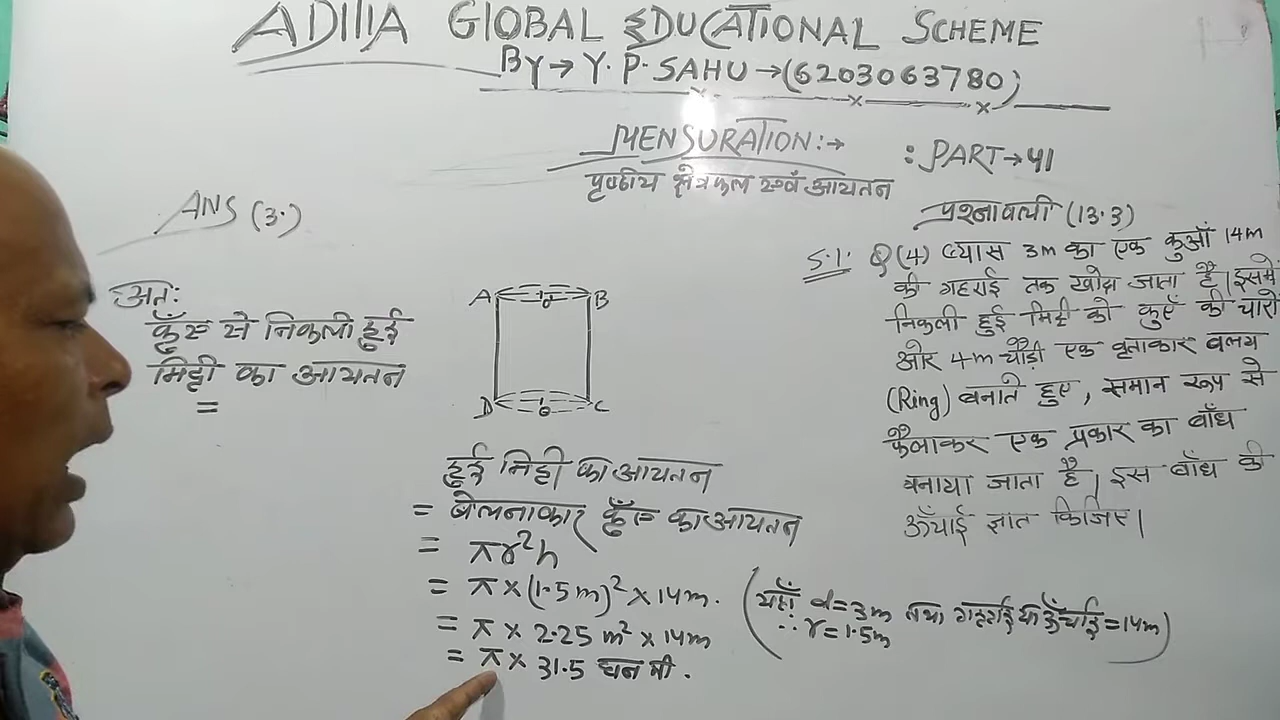 ADITYA GLOBAL EDUCATIONAL SCHEME
By → Y. P. SAHU → (6203063780)
MENSURATION :→ : PART → 41
पृष्ठीय क्षेत्रफल एवं आयतन
प्रश्नावली (13.3)
S.1. Q (4) व्यास 3m का एक कुआँ 14m
की गहराई तक खोदा जाता है। इससे
निकली हुई मिट्टी को कुएँ की चारो
ओर 4m चौड़ी एक वृत्ताकार वलय
(Ring) बनाते हुए, समान रूप से
फैलाकर एक प्रकार का बाँध
बनाया जाता है। इस बाँध की
ऊँचाई ज्ञात किजिए।
ANS (3.)
अतः
कुँए से निकली हुई
मिट्टी का आयतन
=
A B
D C
हुई मिट्टी का आयतन
= बेलनाकार कुँए का आयतन
= πr²h
= π × (1.5m)² × 14m. (यहाँ d = 3m तथा गहराई या ऊँचाई = 14m)
∴ r = 1.5m
= π × 2.25 m² × 14m
= π × 31.5 घन मी.